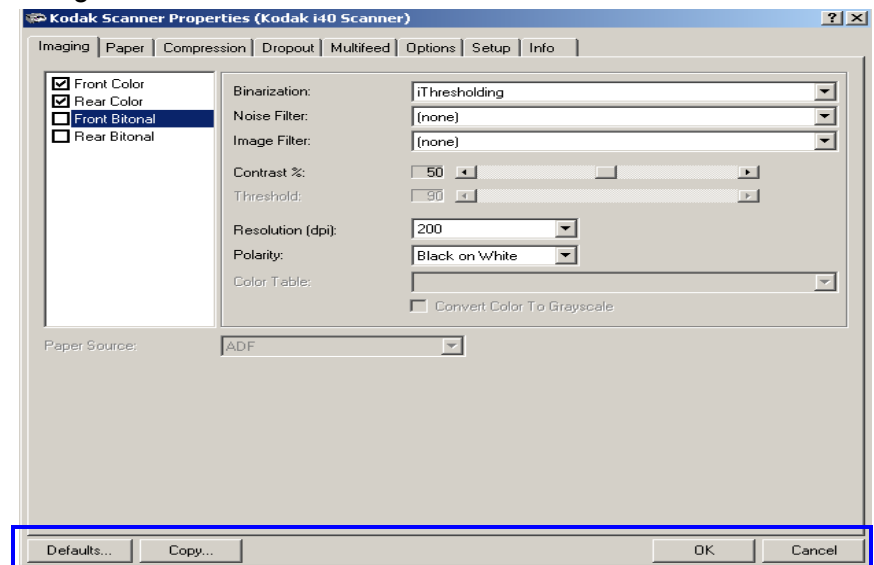 Kodak Scanner Properties (Kodak i40 Scanner)
Imaging Paper Compression Dropout Multifeed Options Setup Info
Front Color
Rear Color
Front Bitonal
Rear Bitonal
Binarization: iThresholding
Noise Filter: (none)
Image Filter: (none)
Contrast %: 50
Threshold: 90
Resolution (dpi): 200
Polarity: Black on White
Color Table:
Convert Color To Grayscale
Paper Source: ADF
Defaults... Copy... OK Cancel